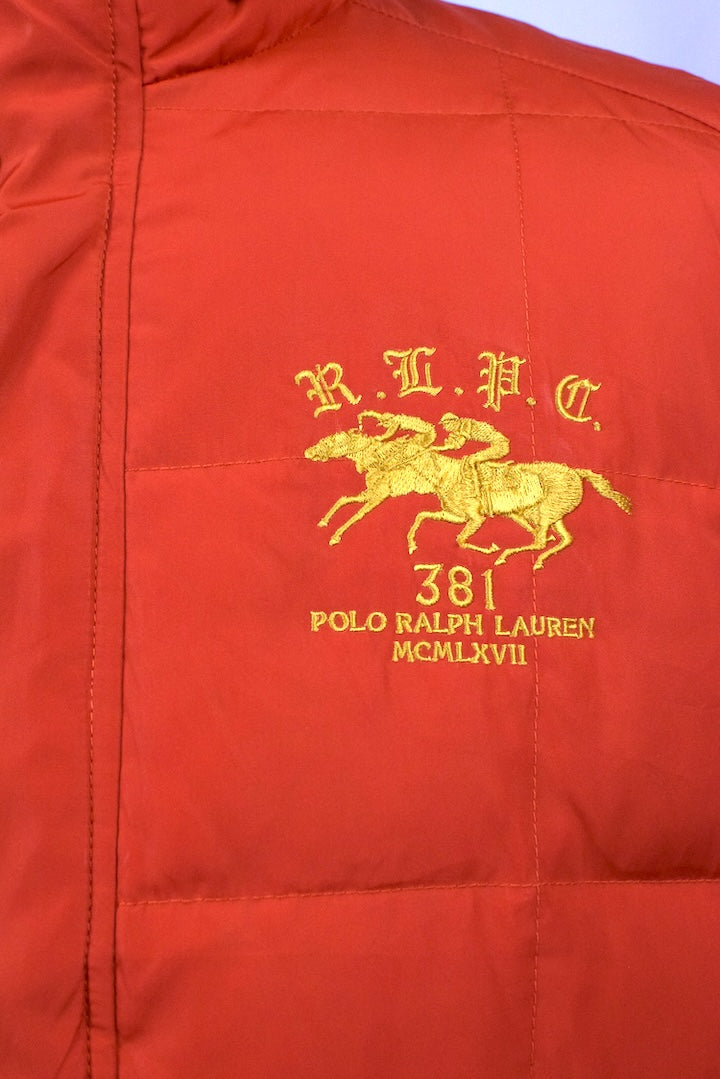 R.L.P.C.
381
POLO RALPH LAUREN
MCMLXVII